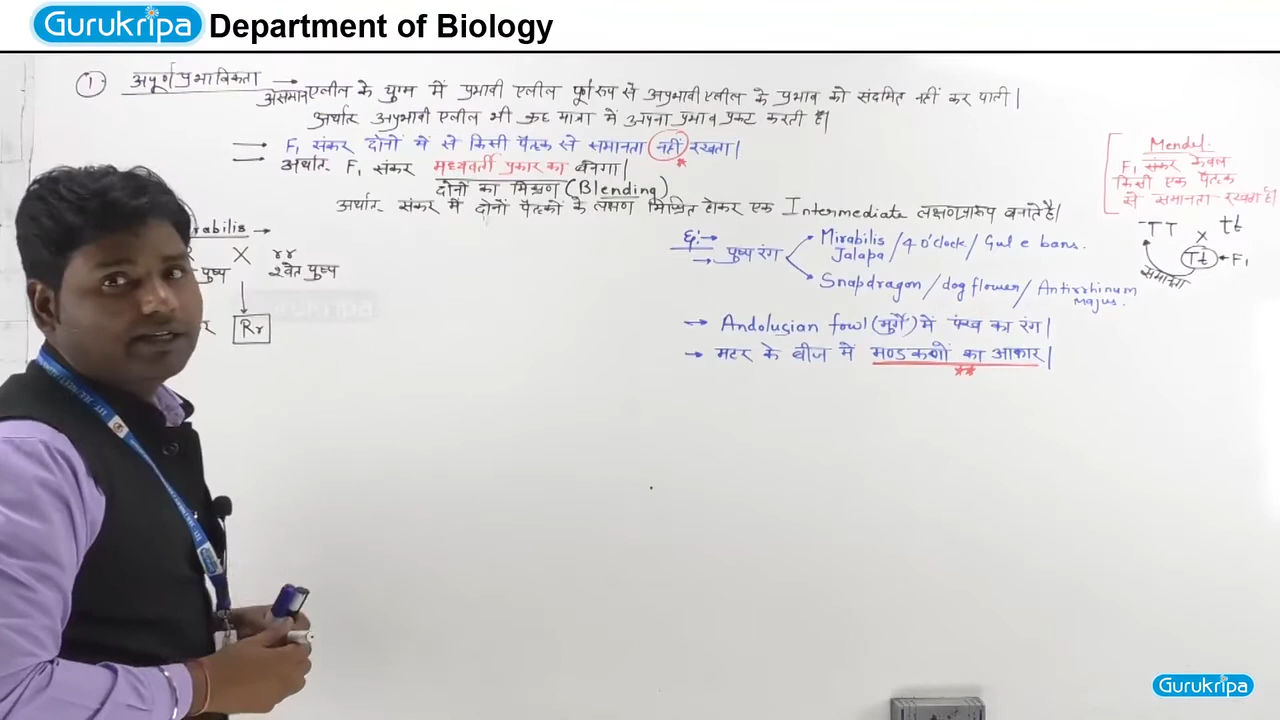 Gurukripa Department of Biology
① अपूर्ण प्रभाविकता →
असमान एलील के युग्म में प्रभावी एलील पूर्ण रूप से अप्रभावी एलील के प्रभाव को संदमित नहीं कर पाती।
अर्थात् अप्रभावी एलील भी कुछ मात्रा में अपना प्रभाव प्रकट करती है।
→ F₁ संकर दोनों में से किसी पैतृक से समानता नहीं रखता।
→ अर्थात् F₁ संकर मध्यवर्ती प्रकार का बनेगा।
दोनों का मिश्रण (Blending)
अर्थात् संकर में दोनों पैतृकों के लक्षण मिश्रित होकर एक Intermediate लक्षणप्ररूप बनाते है।
Mendel
F₁ संकर केवल
किसी एक पैतृक
से समानता रखता है।
TT × tt
Tt ← F₁
समानता
rabilis →
× rr
पुष्प श्वेत पुष्प
Rr
Eg:→
→ पुष्प रंग
Mirabilis / 4 o'clock / Gul e bans.
Jalapa
Snapdragon / dog flower / Antirrhinum
majus.
→ Andolusian fowl (मुर्गे) में पंख का रंग।
→ मटर के बीज में मण्ड कणों का आकार।
Gurukripa